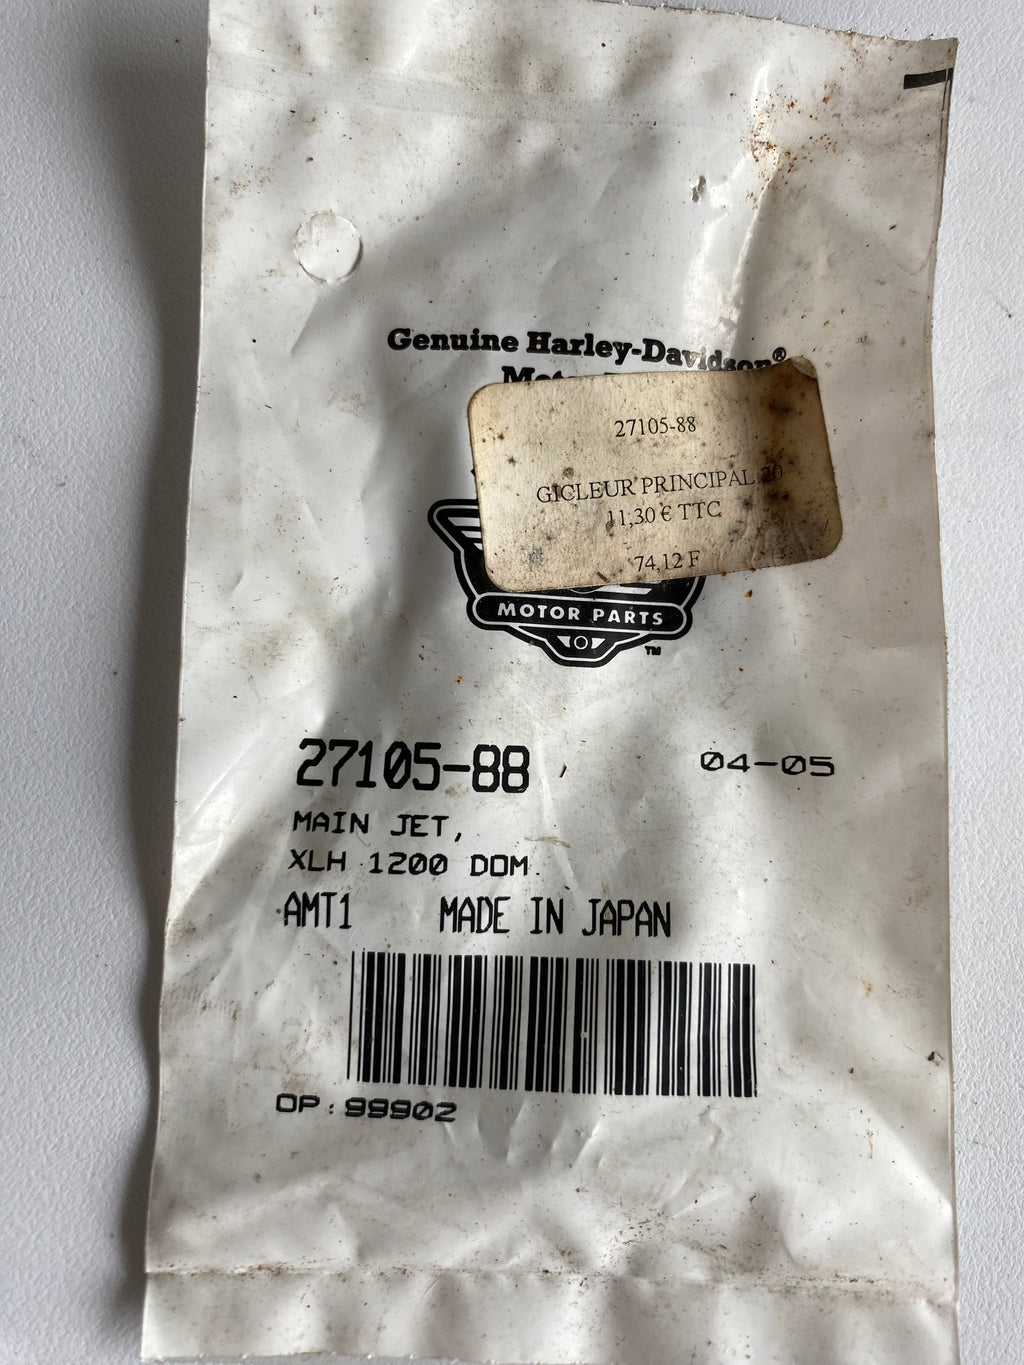 Genuine Harley-Davidson®
27105-88
GICLEUR PRINCIPAL
11,30 € TTC
74,12 F
MOTOR PARTS
TM
27105-88
04-05
MAIN JET,
XLH 1200 DOM.
AMT1 MADE IN JAPAN
OP: 99902